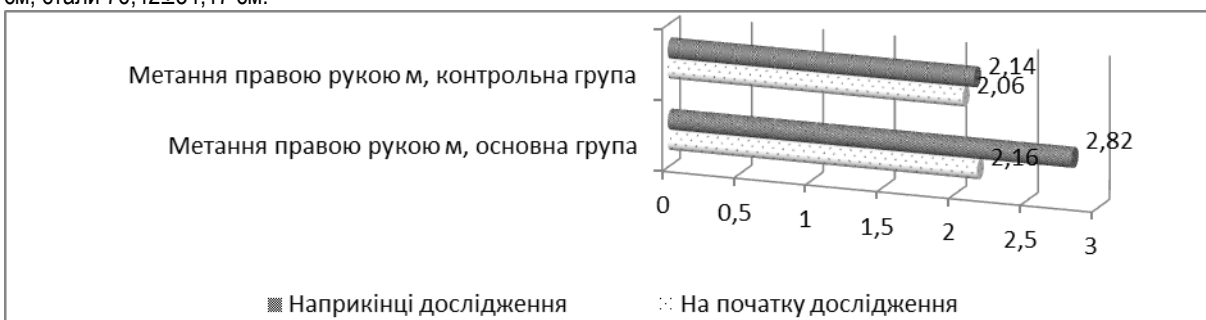 Метання правою рукою м, контрольна група
2,14
2,06
Метання правою рукою м, основна група
2,82
2,16
0
0,5
1
1,5
2
2,5
3
Наприкінці дослідження
На початку дослідження